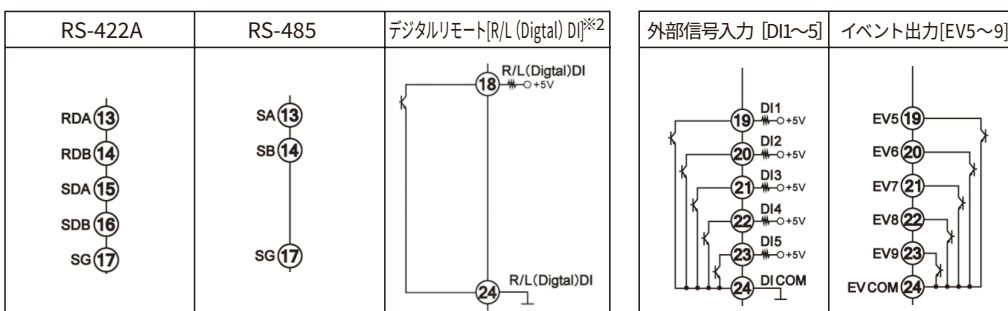 RS-422A
RDA 13
RDB 14
SDA 15
SDB 16
SG 17
RS-485
SA 13
SB 14
SG 17
デジタルリモート[R/L (Digtal) DI]※2
R/L(Digtal)DI
18
+5V
R/L(Digtal)DI
24
外部信号入力 [DI1～5]
DI1
19 +5V
DI2
20 +5V
DI3
21 +5V
DI4
22 +5V
DI5
23 +5V
24 DI COM
イベント出力[EV5～9]
EV5 19
EV6 20
EV7 21
EV8 22
EV9 23
EV COM 24